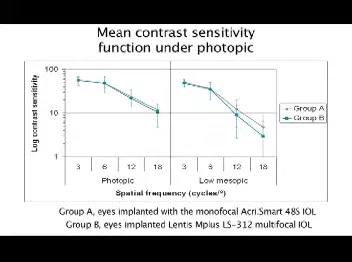 Mean contrast sensitivity
function under photopic
Log contrast sensitivity
100
10
1
3 6 12 18 3 6 12 18
Photopic Low mesopic
Spatial frequency (cycles/°)
Group A
Group B
Group A, eyes implanted with the monofocal Acri.Smart 48S IOL
Group B, eyes implanted Lentis Mplus LS-312 multifocal IOL